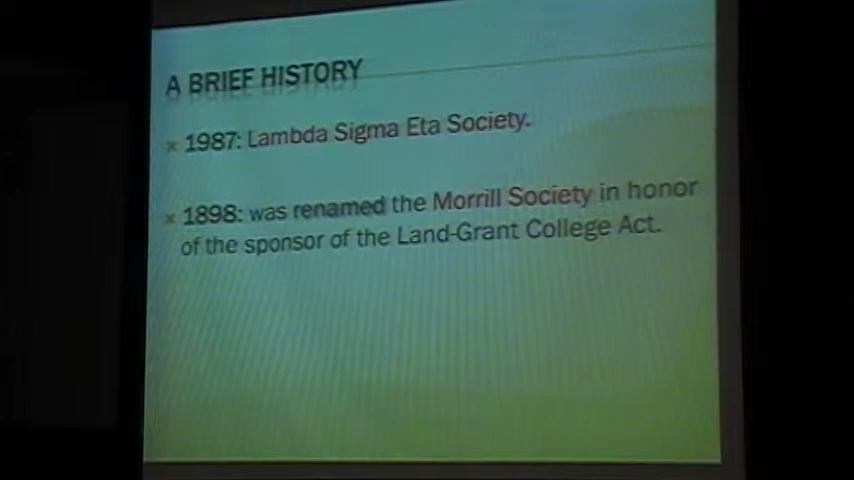 A BRIEF HISTORY
1987: Lambda Sigma Eta Society.
1898: was renamed the Morrill Society in honor
of the sponsor of the Land-Grant College Act.